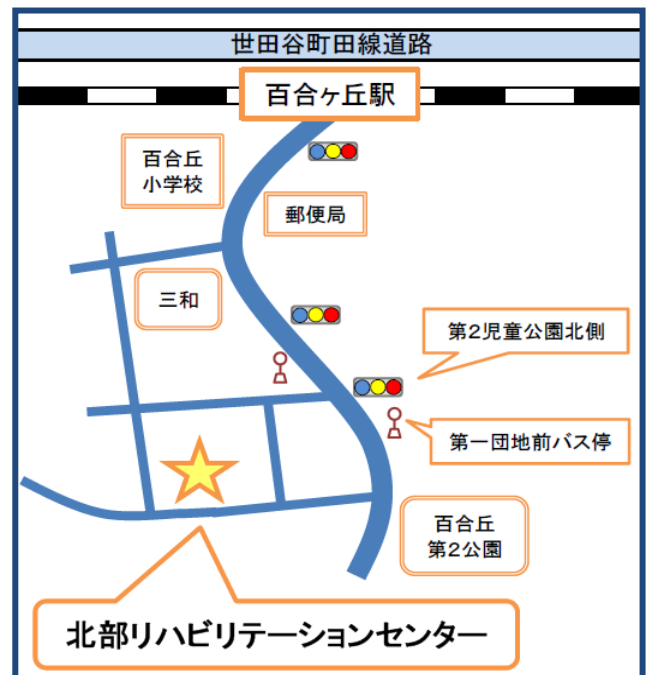 世田谷町田線道路
百合ヶ丘駅
百合丘
小学校
郵便局
三和
第2児童公園北側
第一団地前バス停
百合丘
第2公園
北部リハビリテーションセンター